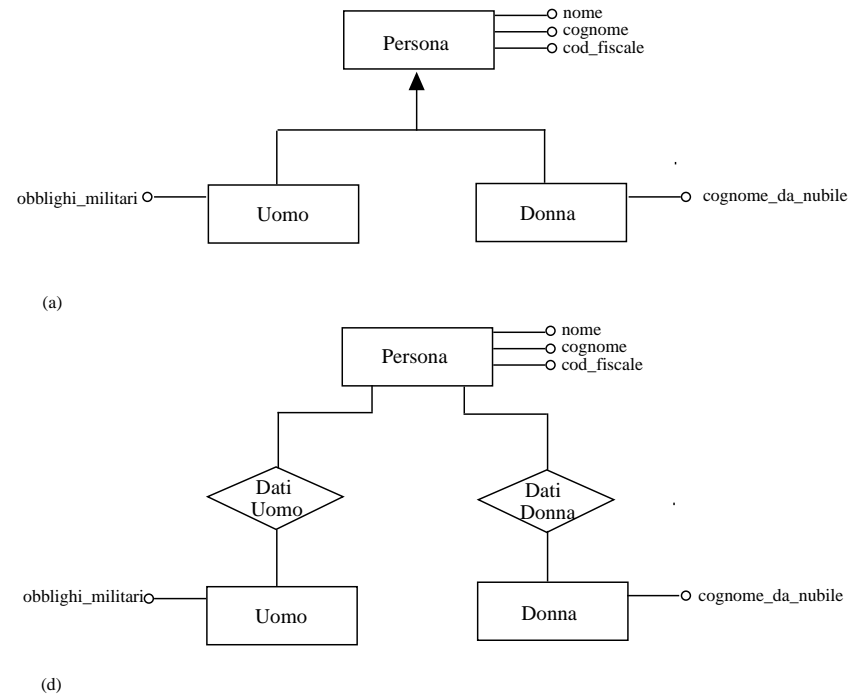 nome
cognome
cod_fiscale
Persona
obblighi_militari
Uomo
Donna
cognome_da_nubile
(a)
nome
cognome
cod_fiscale
Persona
Dati
Uomo
Dati
Donna
obblighi_militari
Uomo
Donna
cognome_da_nubile
(d)